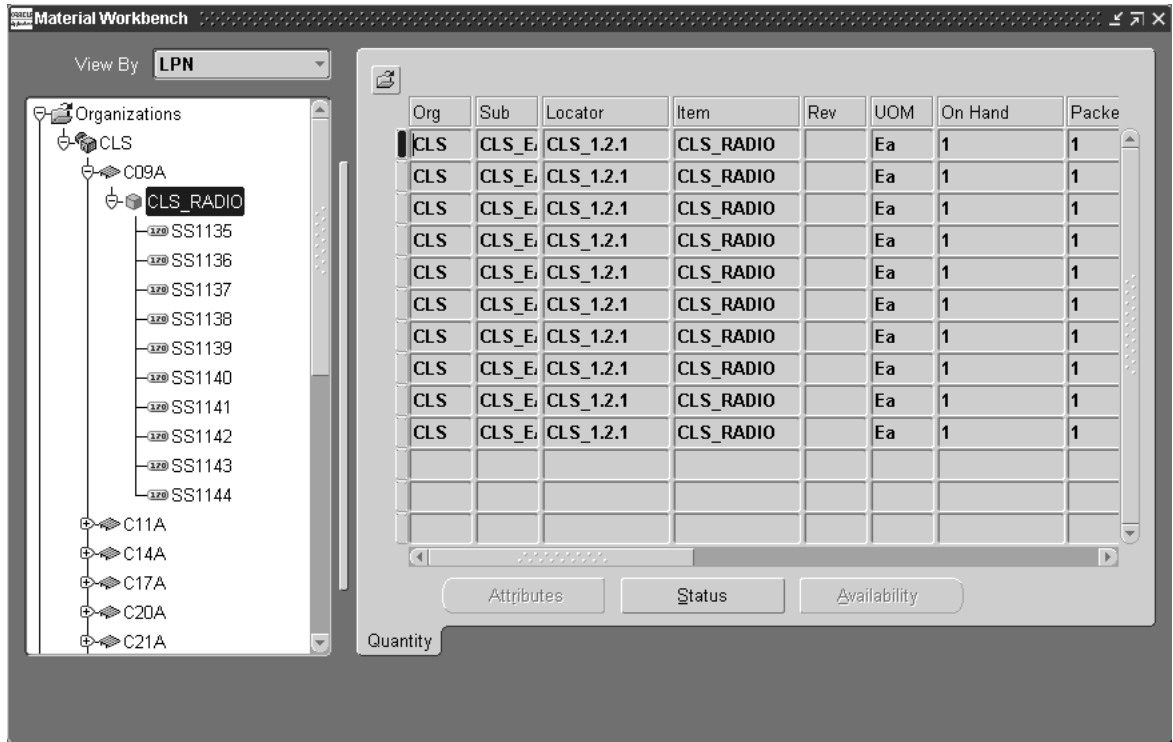 Material Workbench
View By LPN
Organizations
CLS
C09A
CLS_RADIO
SS1135
SS1136
SS1137
SS1138
SS1139
SS1140
SS1141
SS1142
SS1143
SS1144
C11A
C14A
C17A
C20A
C21A
Org Sub Locator Item Rev UOM On Hand Packe
CLS CLS_E CLS_1.2.1 CLS_RADIO Ea 1 1
CLS CLS_E CLS_1.2.1 CLS_RADIO Ea 1 1
CLS CLS_E CLS_1.2.1 CLS_RADIO Ea 1 1
CLS CLS_E CLS_1.2.1 CLS_RADIO Ea 1 1
CLS CLS_E CLS_1.2.1 CLS_RADIO Ea 1 1
CLS CLS_E CLS_1.2.1 CLS_RADIO Ea 1 1
CLS CLS_E CLS_1.2.1 CLS_RADIO Ea 1 1
CLS CLS_E CLS_1.2.1 CLS_RADIO Ea 1 1
CLS CLS_E CLS_1.2.1 CLS_RADIO Ea 1 1
CLS CLS_E CLS_1.2.1 CLS_RADIO Ea 1 1
Attributes Status Availability
Quantity